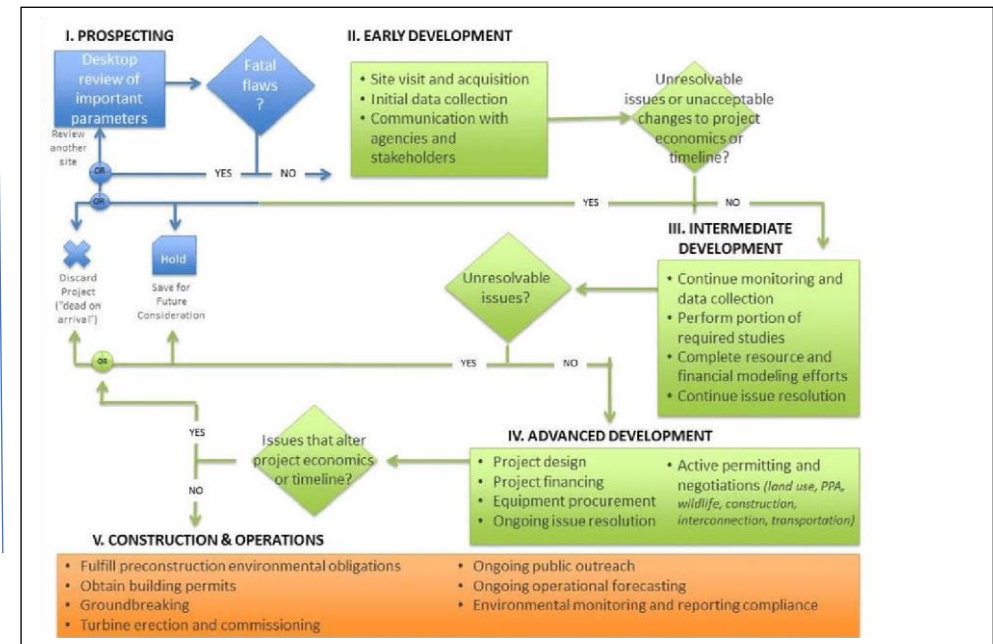 I. PROSPECTING
Desktop
review of
important
parameters
Fatal
flaws
?
Review
another
site
OR
YES
NO
OR
II. EARLY DEVELOPMENT
• Site visit and acquisition
• Initial data collection
• Communication with
agencies and
stakeholders
Unresolvable
issues or unacceptable
changes to project
economics or
timeline?
YES
NO
Discard
Project
("dead on
arrival")
Hold
Save for
Future
Consideration
III. INTERMEDIATE
DEVELOPMENT
• Continue monitoring and
data collection
• Perform portion of
required studies
• Complete resource and
financial modeling efforts
• Continue issue resolution
Unresolvable
issues?
OR
YES
NO
IV. ADVANCED DEVELOPMENT
• Project design
• Project financing
• Equipment procurement
• Ongoing issue resolution
• Active permitting and
negotiations (land use, PPA,
wildlife, construction,
interconnection, transportation)
Issues that alter
project economics
or timeline?
YES
NO
V. CONSTRUCTION & OPERATIONS
• Fulfill preconstruction environmental obligations
• Obtain building permits
• Groundbreaking
• Turbine erection and commissioning
• Ongoing public outreach
• Ongoing operational forecasting
• Environmental monitoring and reporting compliance